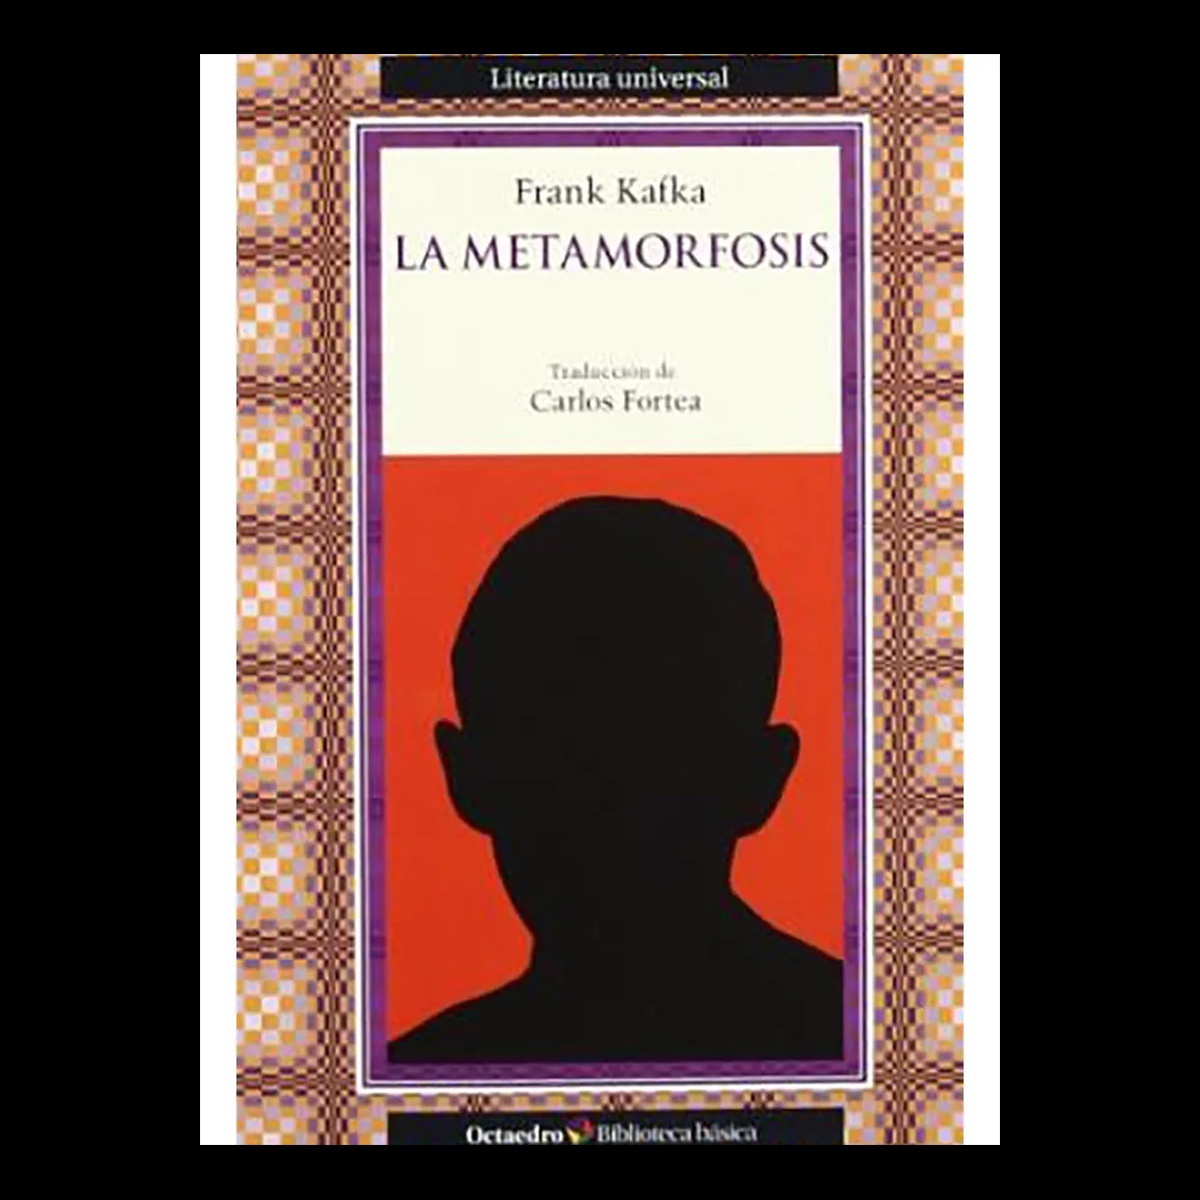 Literatura universal
Frank Kafka
LA METAMORFOSIS
Traducción de
Carlos Fortea
Octaedro Biblioteca básica